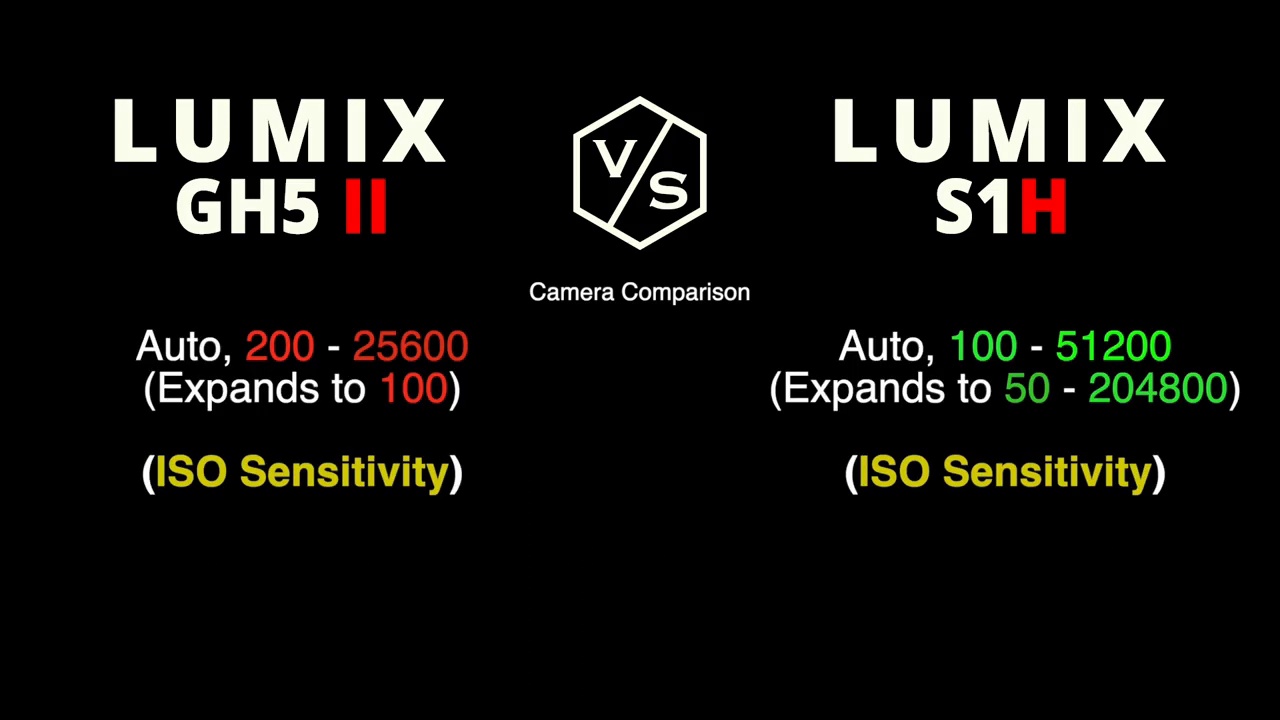 LUMIX
GH5 II
VS
LUMIX
S1H
Camera Comparison
Auto, 200 - 25600
(Expands to 100)
(ISO Sensitivity)
Auto, 100 - 51200
(Expands to 50 - 204800)
(ISO Sensitivity)